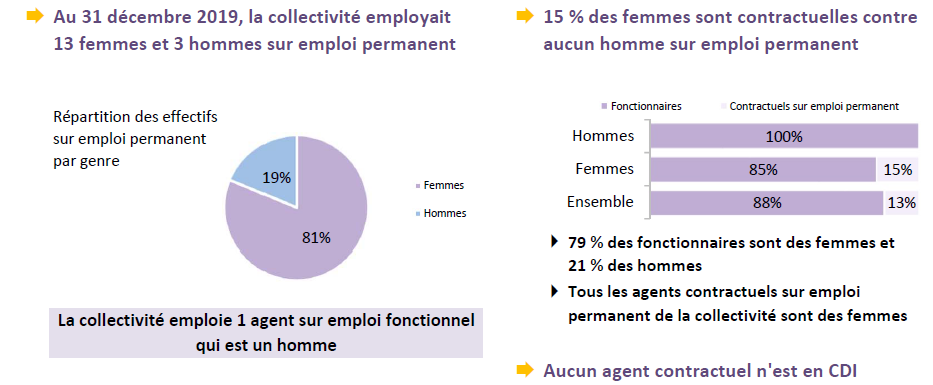 Au 31 décembre 2019, la collectivité employait
13 femmes et 3 hommes sur emploi permanent
Répartition des effectifs
sur emploi permanent
par genre
19%
81%
Femmes
Hommes
La collectivité emploie 1 agent sur emploi fonctionnel
qui est un homme
15 % des femmes sont contractuelles contre
aucun homme sur emploi permanent
Fonctionnaires Contractuels sur emploi permanent
Hommes 100%
Femmes 85% 15%
Ensemble 88% 13%
79 % des fonctionnaires sont des femmes et
21 % des hommes
Tous les agents contractuels sur emploi
permanent de la collectivité sont des femmes
Aucun agent contractuel n'est en CDI